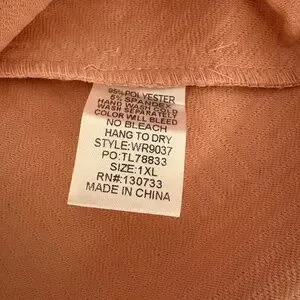 95% POLYESTER
5% SPANDEX
HAND WASH COLD
WASH SEPARATELY
COLOR WILL BLEED
NO BLEACH
HANG TO DRY
STYLE:WR9037
PO:TL78833
SIZE:1XL
RN#:130733
MADE IN CHINA